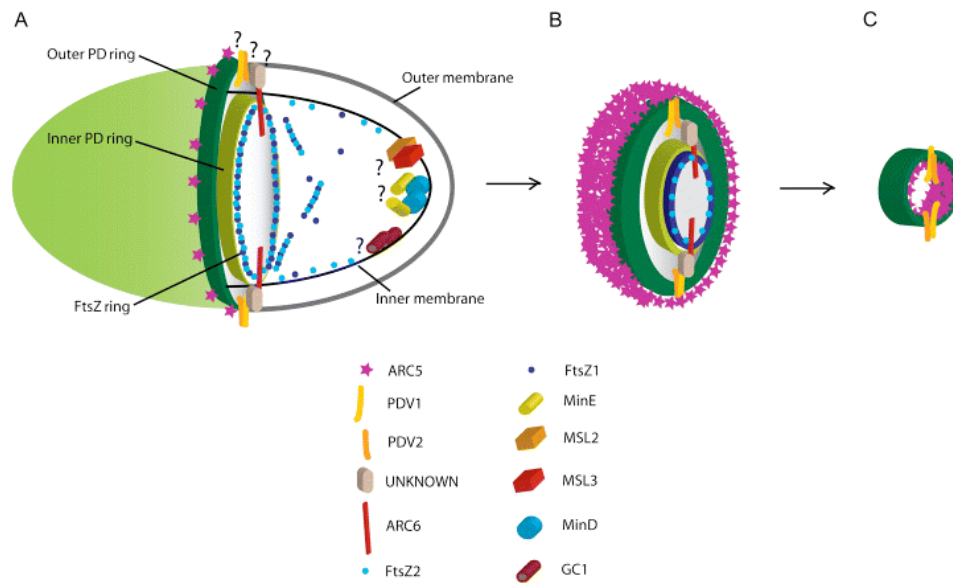 A
B
C
? ? ?
Outer PD ring
Outer membrane
Inner PD ring
?
?
?
FtsZ ring
Inner membrane
ARC5
FtsZ1
PDV1
MinE
PDV2
MSL2
UNKNOWN
MSL3
ARC6
MinD
FtsZ2
GC1